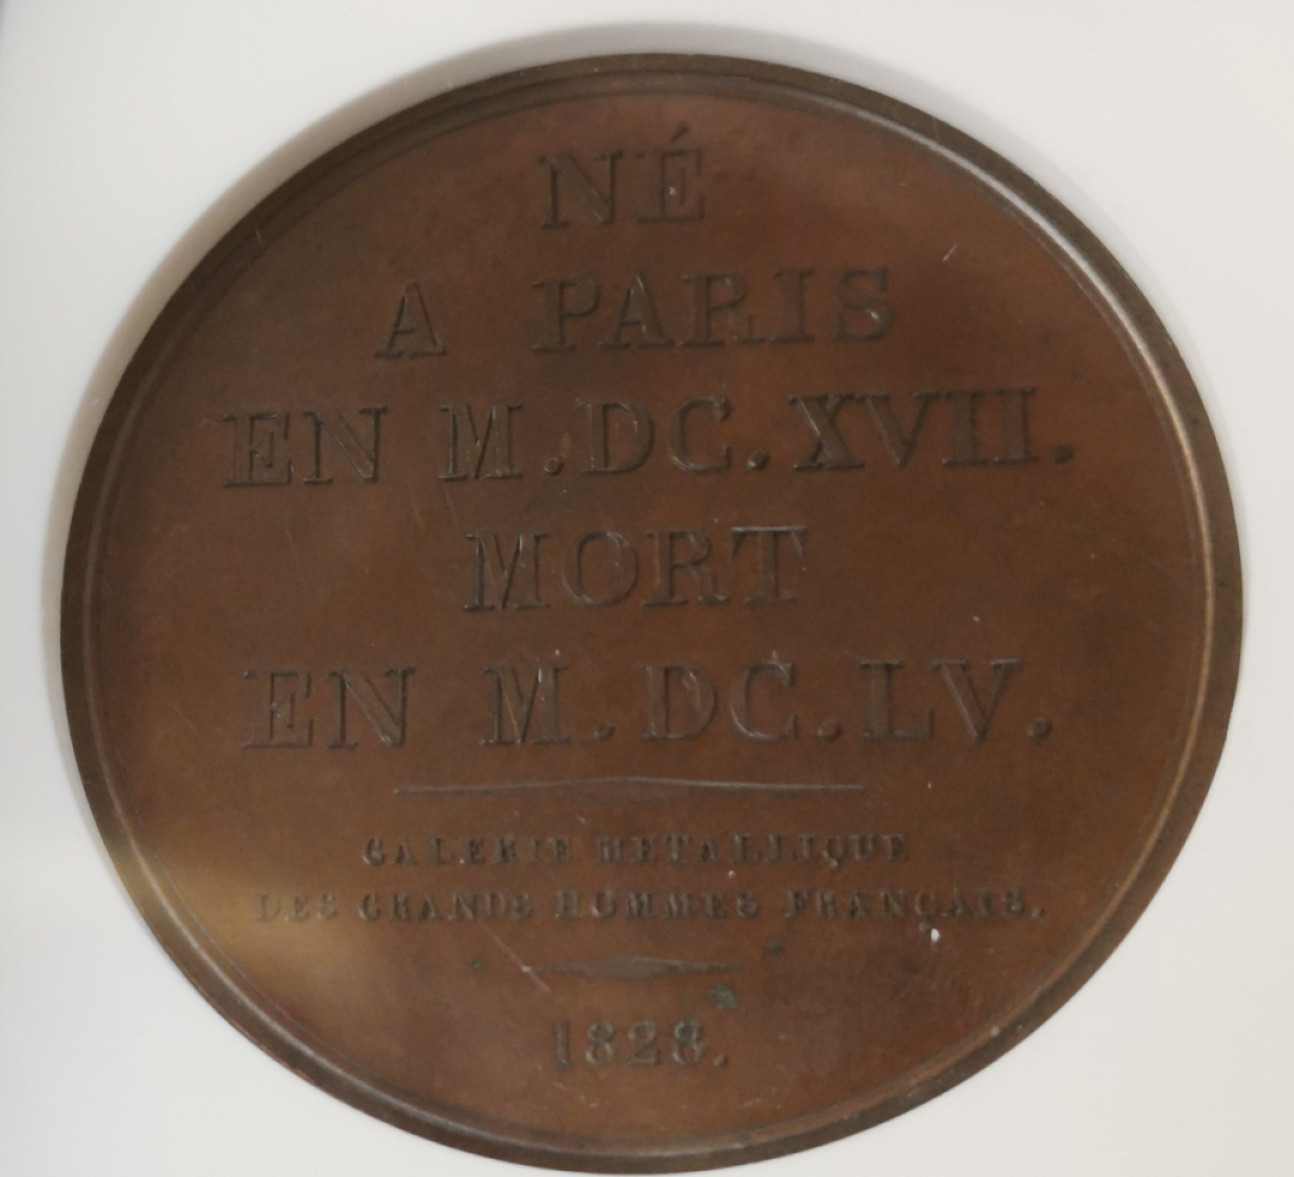 NÉ
A PARIS
EN M.DC.XVII.
MORT
EN M.DC.LV.
GALERIE METALLIQUE
DES GRANDS HOMMES FRANÇAIS.
1828.